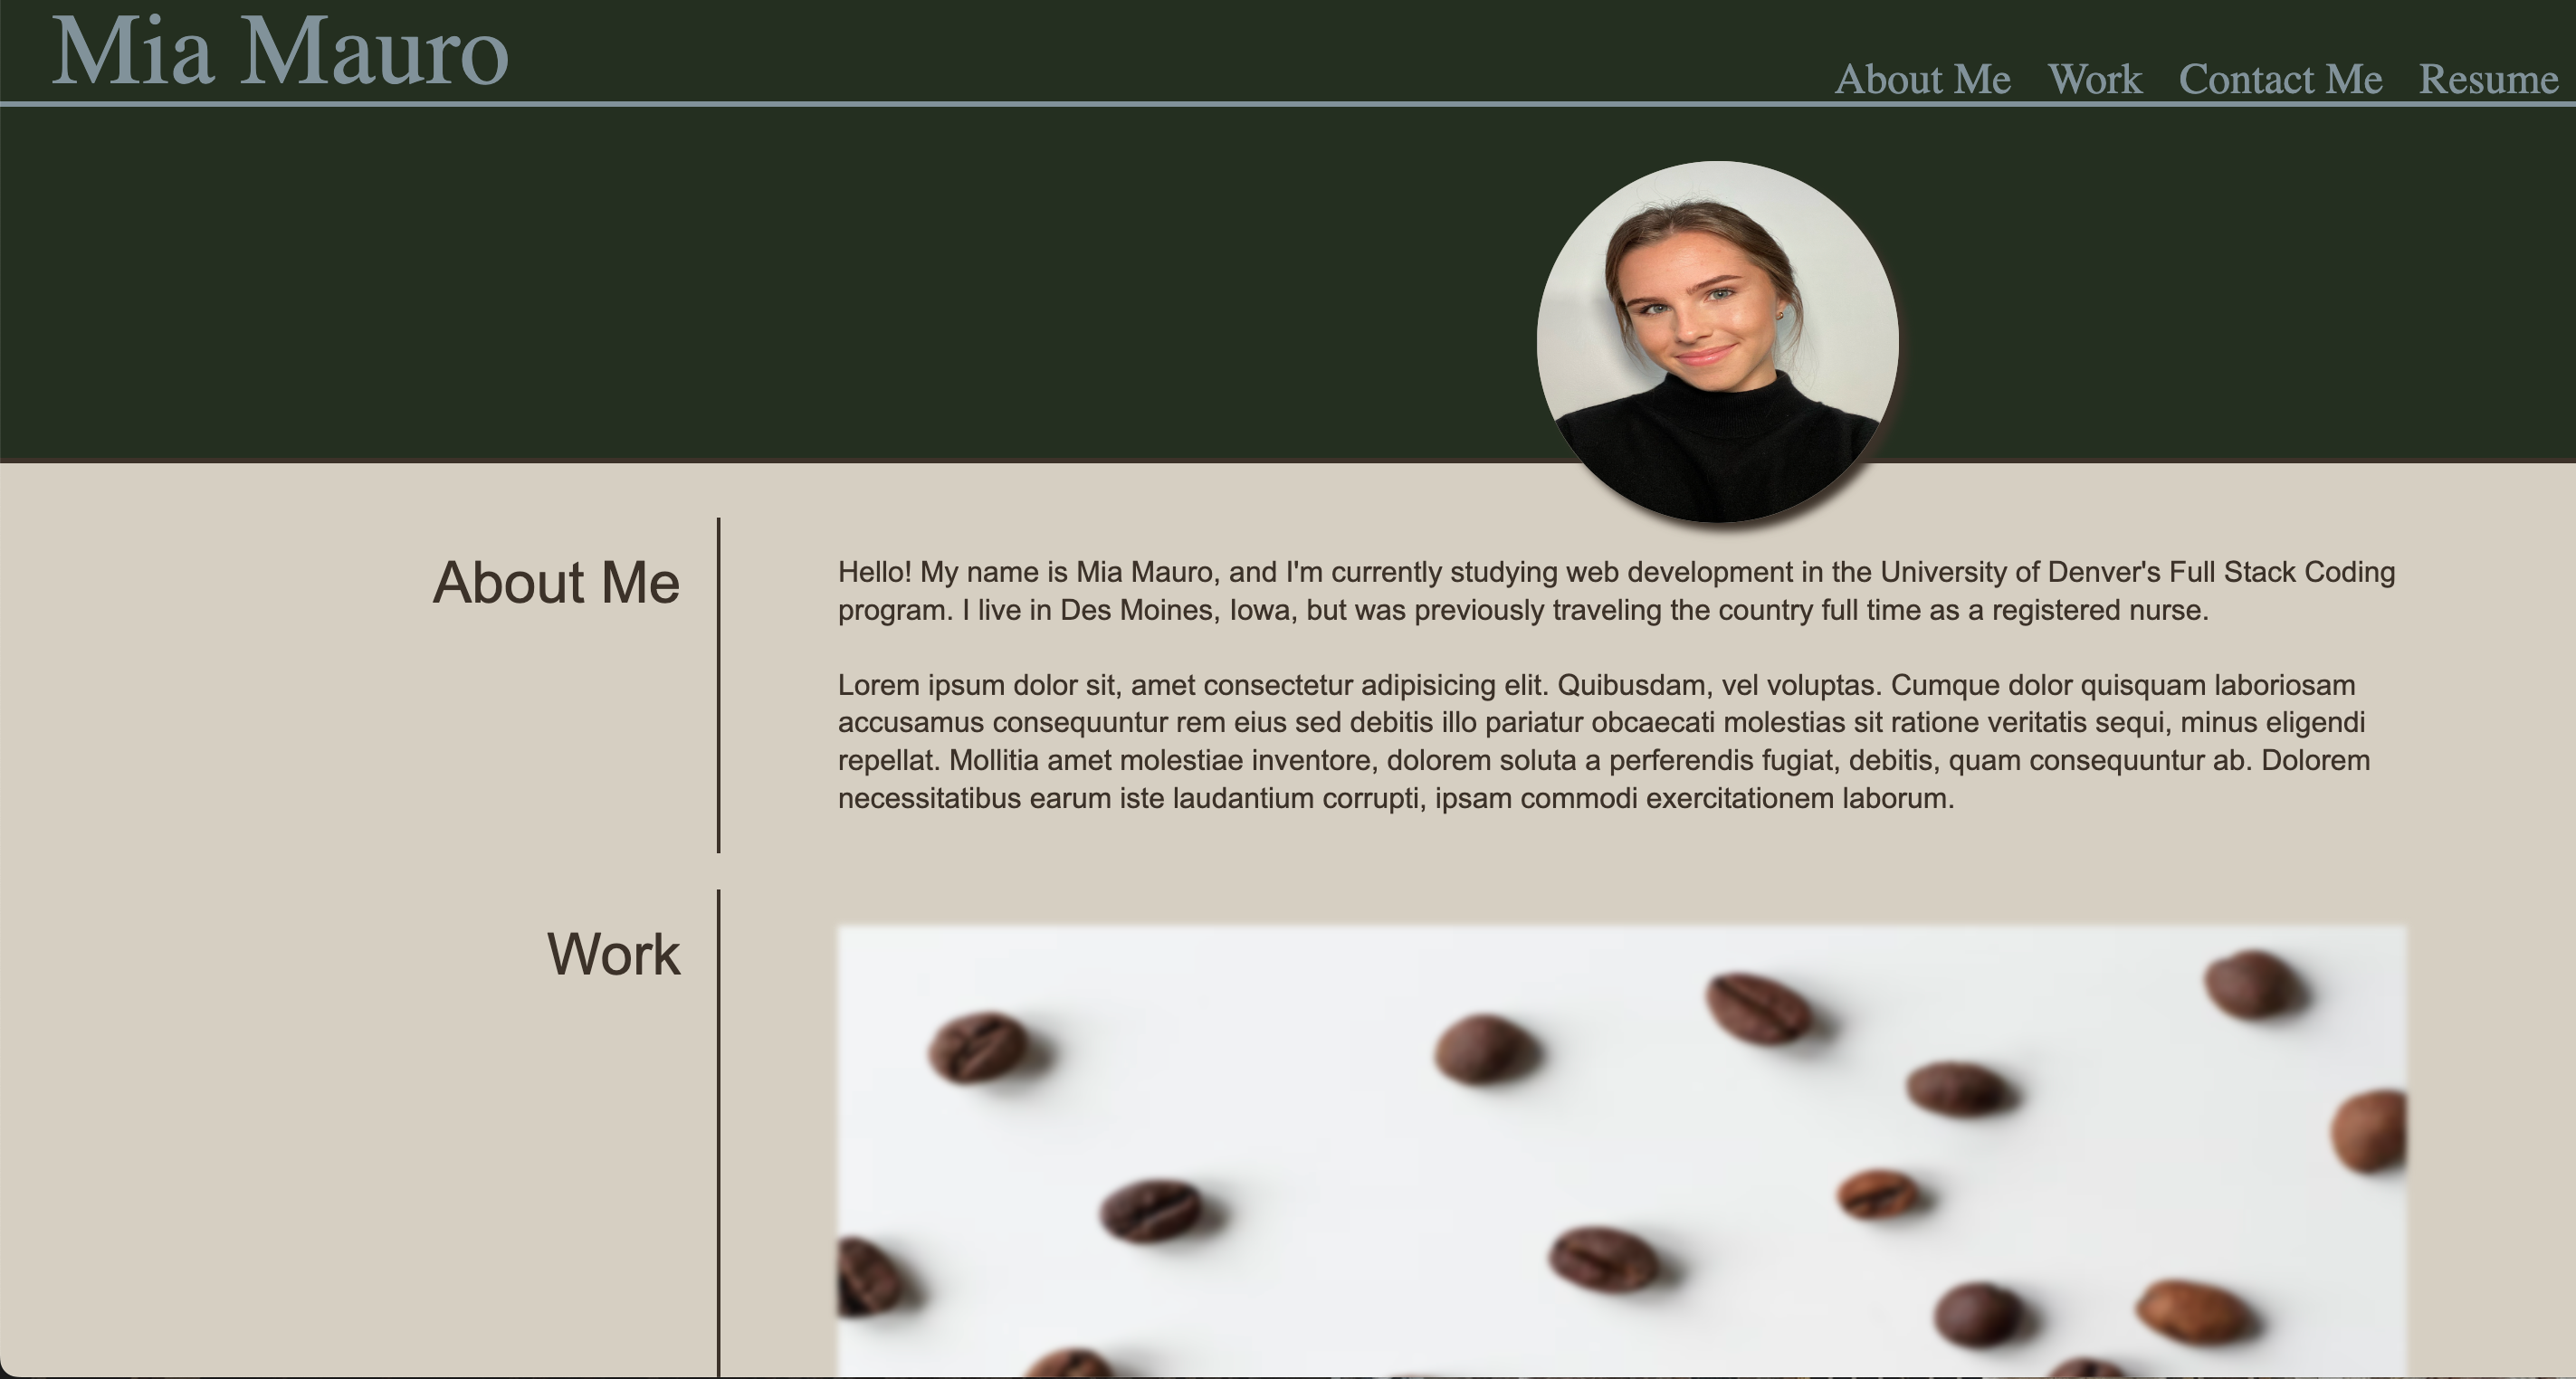 Mia Mauro
About Me Work Contact Me Resume
About Me
Hello! My name is Mia Mauro, and I'm currently studying web development in the University of Denver's Full Stack Coding
program. I live in Des Moines, Iowa, but was previously traveling the country full time as a registered nurse.
Lorem ipsum dolor sit, amet consectetur adipisicing elit. Quibusdam, vel voluptas. Cumque dolor quisquam laboriosam
accusamus consequuntur rem eius sed debitis illo pariatur obcaecati molestias sit ratione veritatis sequi, minus eligendi
repellat. Mollitia amet molestiae inventore, dolorem soluta a perferendis fugiat, debitis, quam consequuntur ab. Dolorem
necessitatibus earum iste laudantium corrupti, ipsam commodi exercitationem laborum.
Work